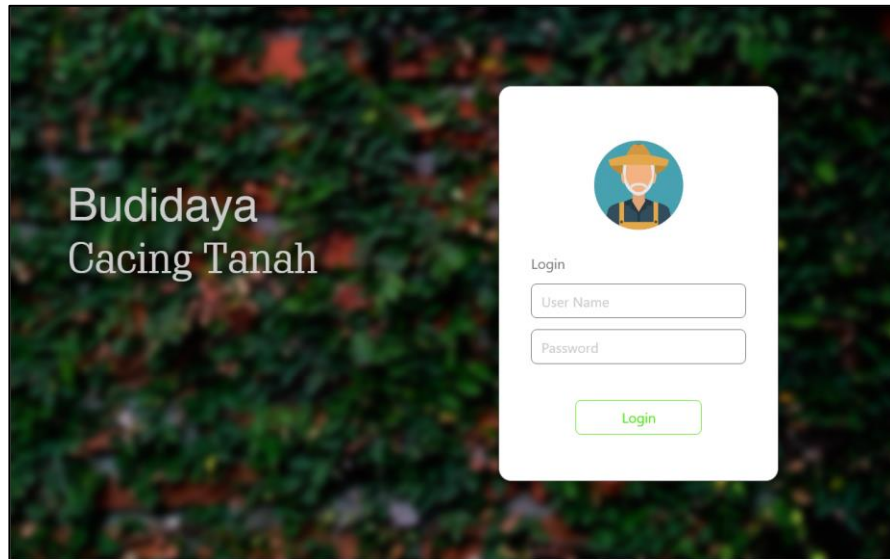 Budidaya
Cacing Tanah
Login
User Name
Password
Login